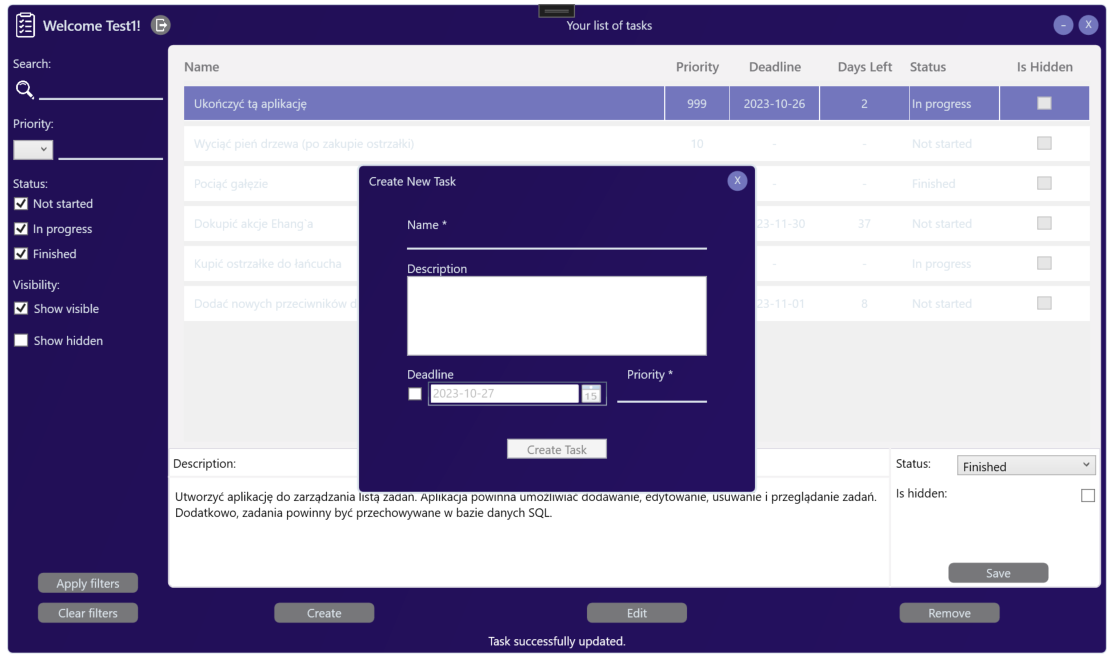 Welcome Test1!
Your list of tasks
-
X
Search:
Priority:
Status:
Not started
In progress
Finished
Visibility:
Show visible
Show hidden
Apply filters
Clear filters
Name Priority Deadline Days Left Status Is Hidden
Ukończyć tą aplikację 999 2023-10-26 2 In progress
Wyciąć pień drzewa (po zakupie ostrzałki) 10 - - Not started
Pociąć gałęzie - - Finished
Dokupić akcje Ehang`a 23-11-30 37 Not started
Kupić ostrzałke do łańcucha - - In progress
Dodać nowych przeciwników d 23-11-01 8 Not started
Create New Task
X
Name *
Description
Deadline Priority *
2023-10-27 15
Create Task
Description:
Utworzyć aplikację do zarządzania listą zadań. Aplikacja powinna umożliwiać dodawanie, edytowanie, usuwanie i przeglądanie zadań.
Dodatkowo, zadania powinny być przechowywane w bazie danych SQL.
Status: Finished
Is hidden:
Save
Create Edit Remove
Task successfully updated.